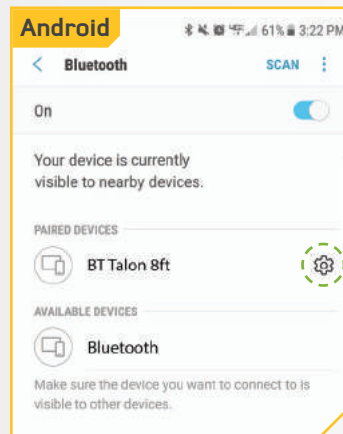 Android
61% 3:22 PM
< Bluetooth SCAN
On
Your device is currently
visible to nearby devices.
PAIRED DEVICES
BT Talon 8ft
AVAILABLE DEVICES
Bluetooth
Make sure the device you want to connect to is
visible to other devices.